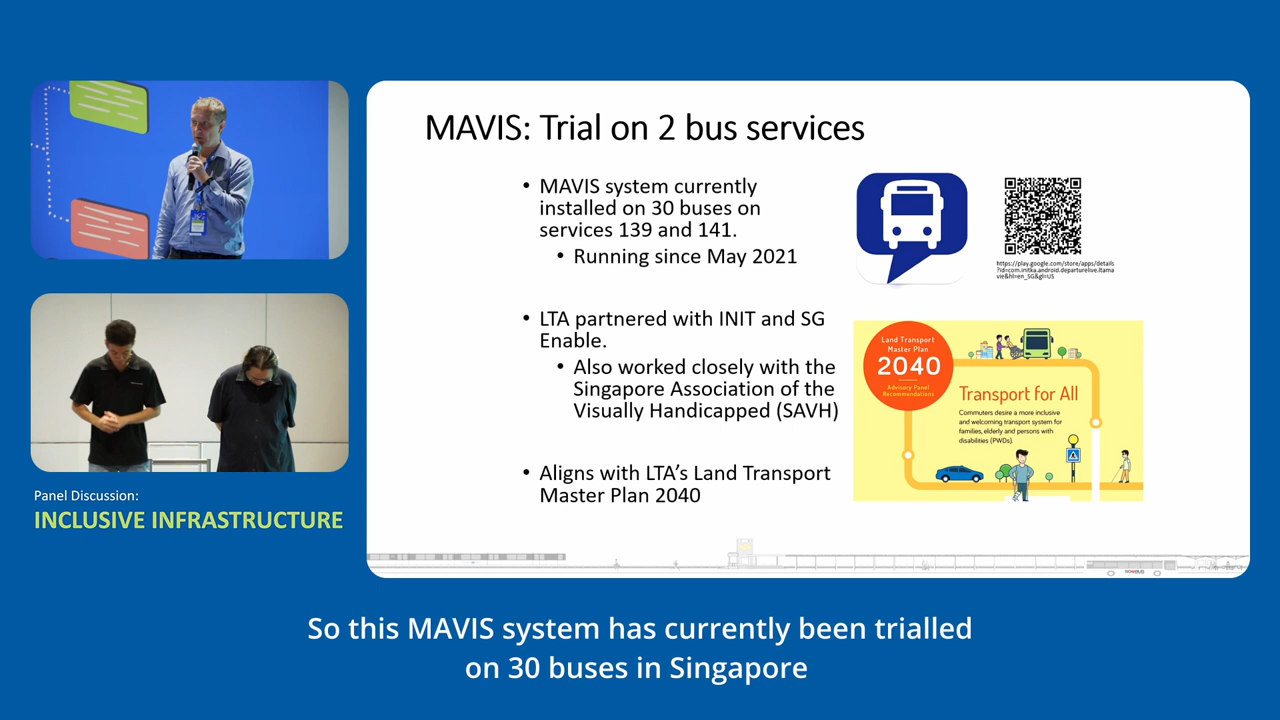 Panel Discussion:
INCLUSIVE INFRASTRUCTURE
MAVIS: Trial on 2 bus services
• MAVIS system currently
installed on 30 buses on
services 139 and 141.
• Running since May 2021
• LTA partnered with INIT and SG
Enable.
• Also worked closely with the
Singapore Association of the
Visually Handicapped (SAVH)
• Aligns with LTA's Land Transport
Master Plan 2040
https://play.google.com/store/apps/details
?id=com.initka.android.departurelive.ltama
vie&hl=en_SG&gl=US
Land Transport
Master Plan
2040
Advisory Panel
Recommendations
Transport for All
Commuters desire a more inclusive
and welcoming transport system for
families, elderly and persons with
disabilities (PWDs).
So this MAVIS system has currently been trialled
on 30 buses in Singapore